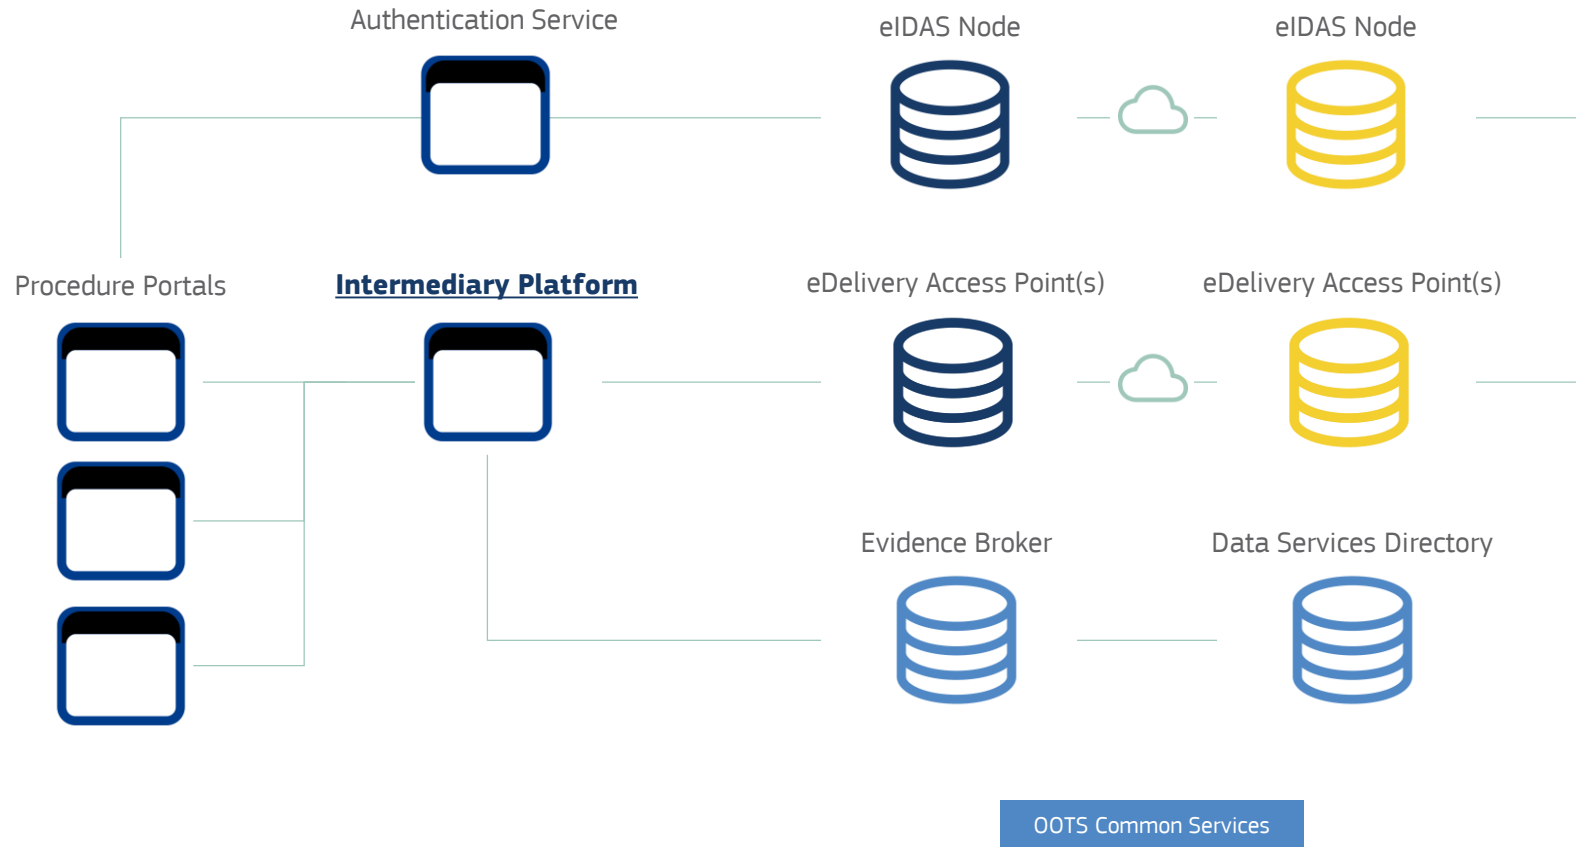 Authentication Service
eIDAS Node
eIDAS Node
Procedure Portals
Intermediary Platform
eDelivery Access Point(s)
eDelivery Access Point(s)
Evidence Broker
Data Services Directory
OOTS Common Services